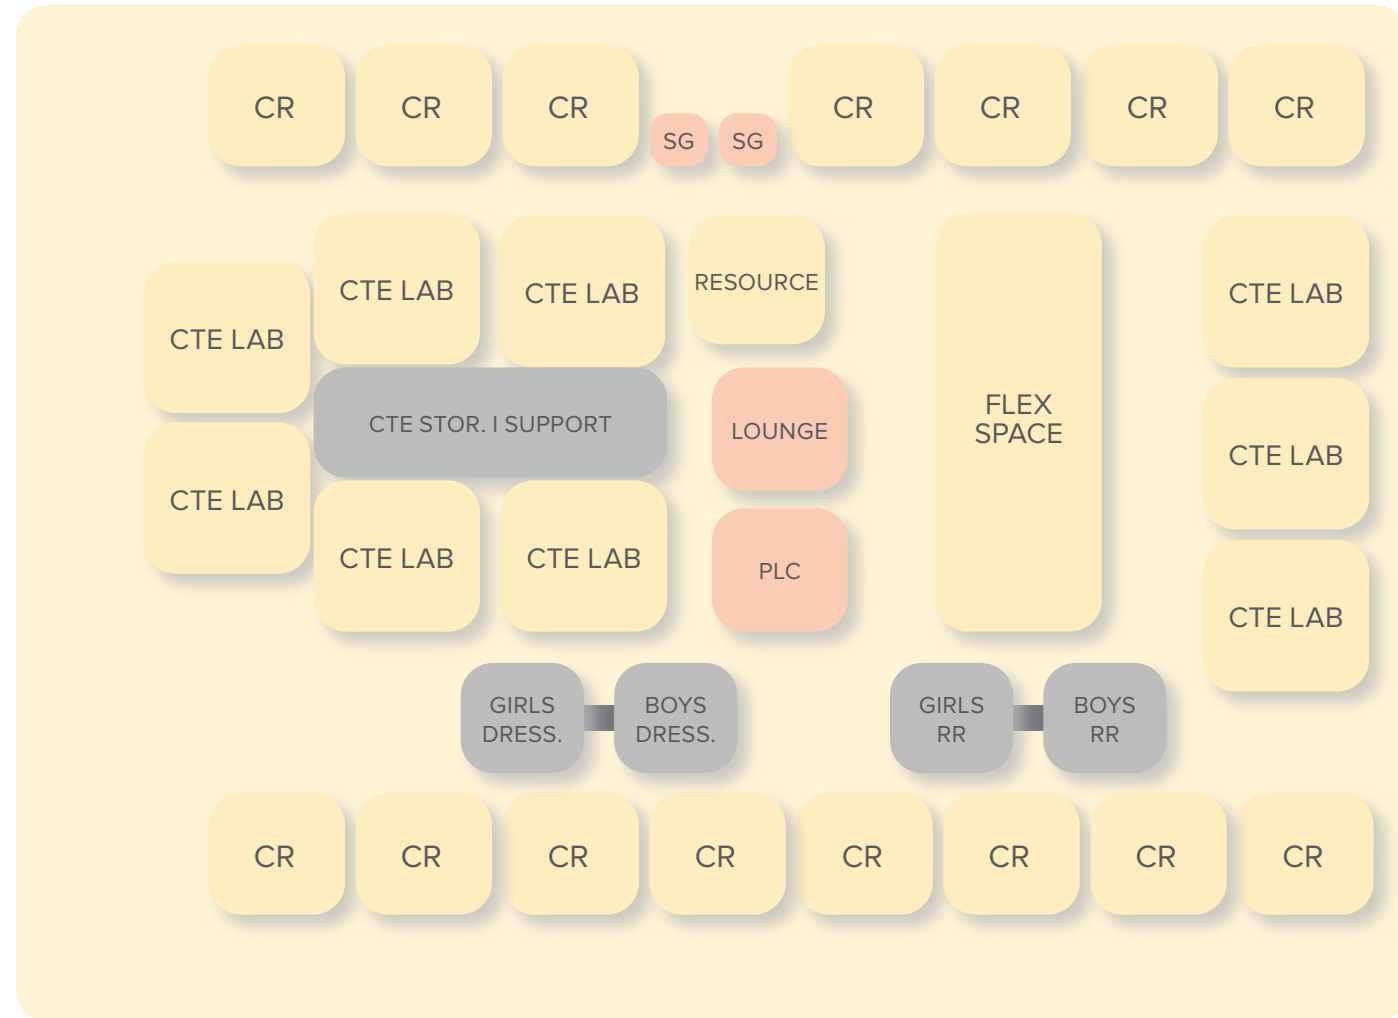 CR
CR
CR
SG
SG
CR
CR
CR
CR
CTE LAB
CTE LAB
CTE LAB
RESOURCE
CTE LAB
CTE STOR. I SUPPORT
LOUNGE
FLEX
SPACE
CTE LAB
CTE LAB
CTE LAB
CTE LAB
PLC
CTE LAB
GIRLS
DRESS.
BOYS
DRESS.
GIRLS
RR
BOYS
RR
CR
CR
CR
CR
CR
CR
CR
CR